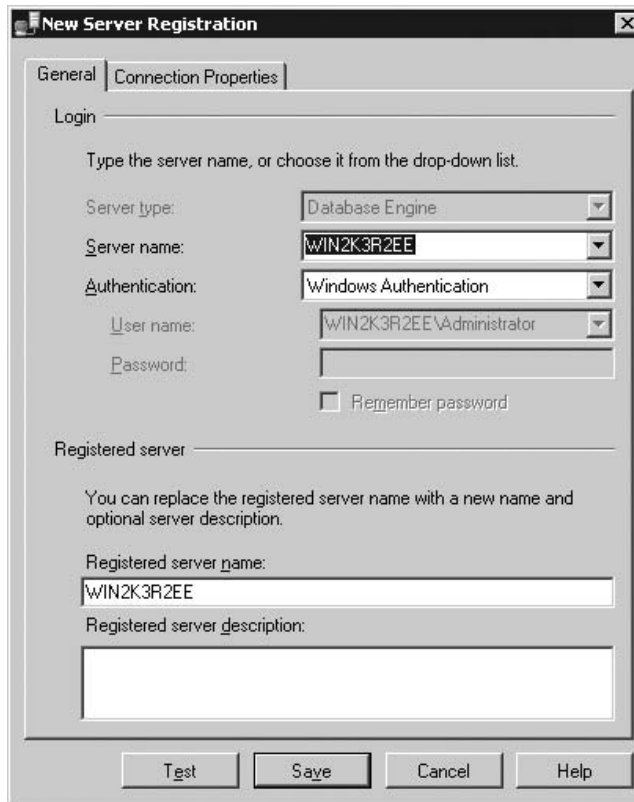 New Server Registration
General
Connection Properties
Login
Type the server name, or choose it from the drop-down list.
Server type:
Database Engine
Server name:
WIN2K3R2EE
Authentication:
Windows Authentication
User name:
WIN2K3R2EE\Administrator
Password:
Remember password
Registered server
You can replace the registered server name with a new name and
optional server description.
Registered server name:
WIN2K3R2EE
Registered server description:
Test
Save
Cancel
Help